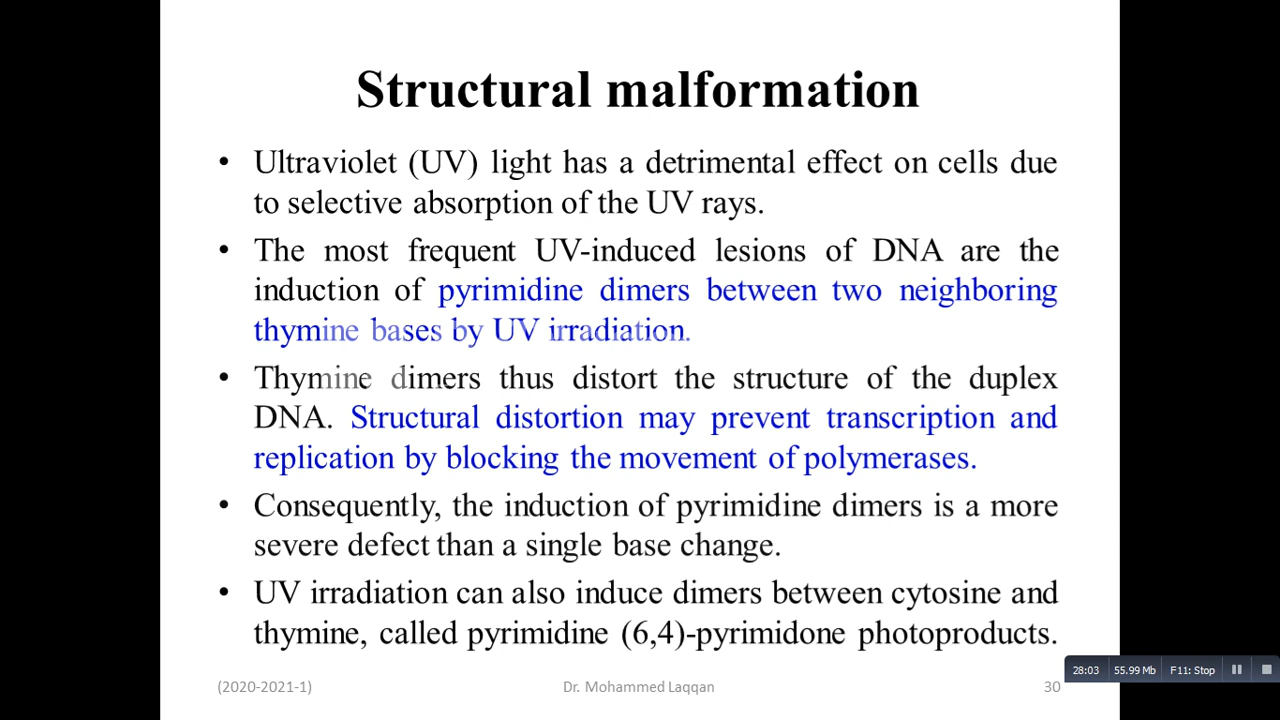 Structural malformation
• Ultraviolet (UV) light has a detrimental effect on cells due
to selective absorption of the UV rays.
• The most frequent UV-induced lesions of DNA are the
induction of pyrimidine dimers between two neighboring
thymine bases by UV irradiation.
• Thymine dimers thus distort the structure of the duplex
DNA. Structural distortion may prevent transcription and
replication by blocking the movement of polymerases.
• Consequently, the induction of pyrimidine dimers is a more
severe defect than a single base change.
• UV irradiation can also induce dimers between cytosine and
thymine, called pyrimidine (6,4)-pyrimidone photoproducts.
(2020-2021-1) Dr. Mohammed Laqqan 30
28:03 55.99 Mb F11: Stop